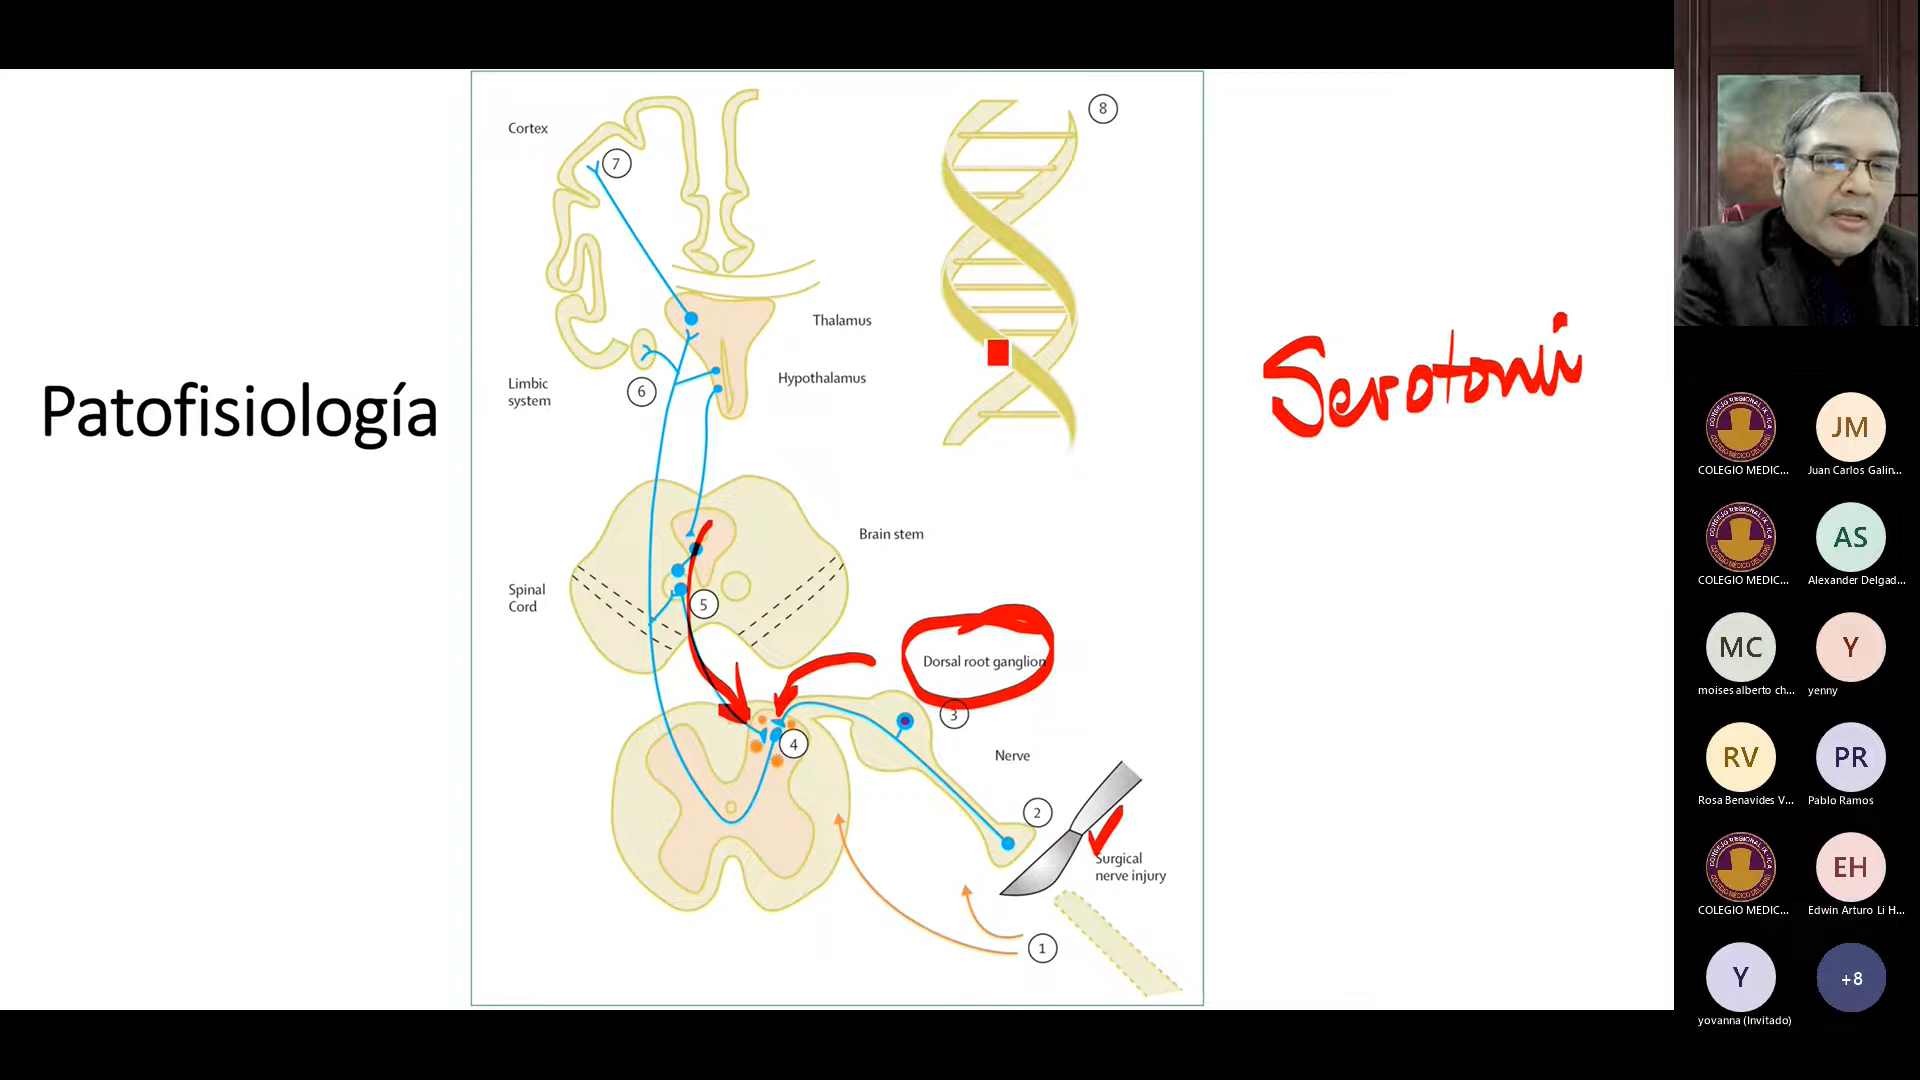 Patofisiología
Cortex
7
8
Thalamus
Hypothalamus
Limbic
system
6
Serotonii
Brain stem
Spinal
Cord
5
Dorsal root ganglion
3
4
Nerve
2
Surgical
nerve injury
1
COLEGIO MEDIC...
JM
Juan Carlos Galin...
COLEGIO MEDIC...
AS
Alexander Delgad...
MC
moises alberto ch...
Y
yenny
RV
Rosa Benavides V...
PR
Pablo Ramos
COLEGIO MEDIC...
EH
Edwin Arturo Li H...
Y
yovanna (Invitado)
+8